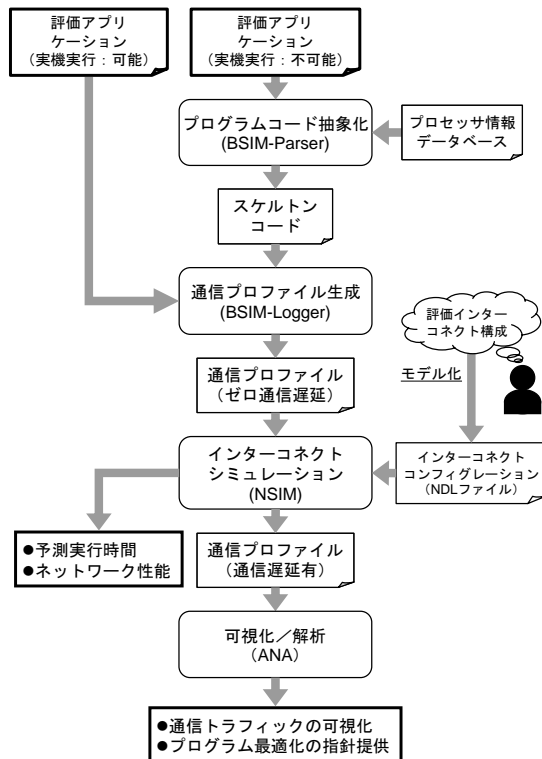 評価アプリ
ケーション
（実機実行：可能）
評価アプリ
ケーション
（実機実行：不可能）
プログラムコード抽象化
(BSIM-Parser)
プロセッサ情報
データベース
スケルトン
コード
通信プロファイル生成
(BSIM-Logger)
評価インター
コネクト構成
モデル化
通信プロファイル
（ゼロ通信遅延）
インターコネクト
シミュレーション
(NSIM)
インターコネクト
コンフィグレーション
（NDLファイル）
●予測実行時間
●ネットワーク性能
通信プロファイル
（通信遅延有）
可視化／解析
（ANA）
●通信トラフィックの可視化
●プログラム最適化の指針提供